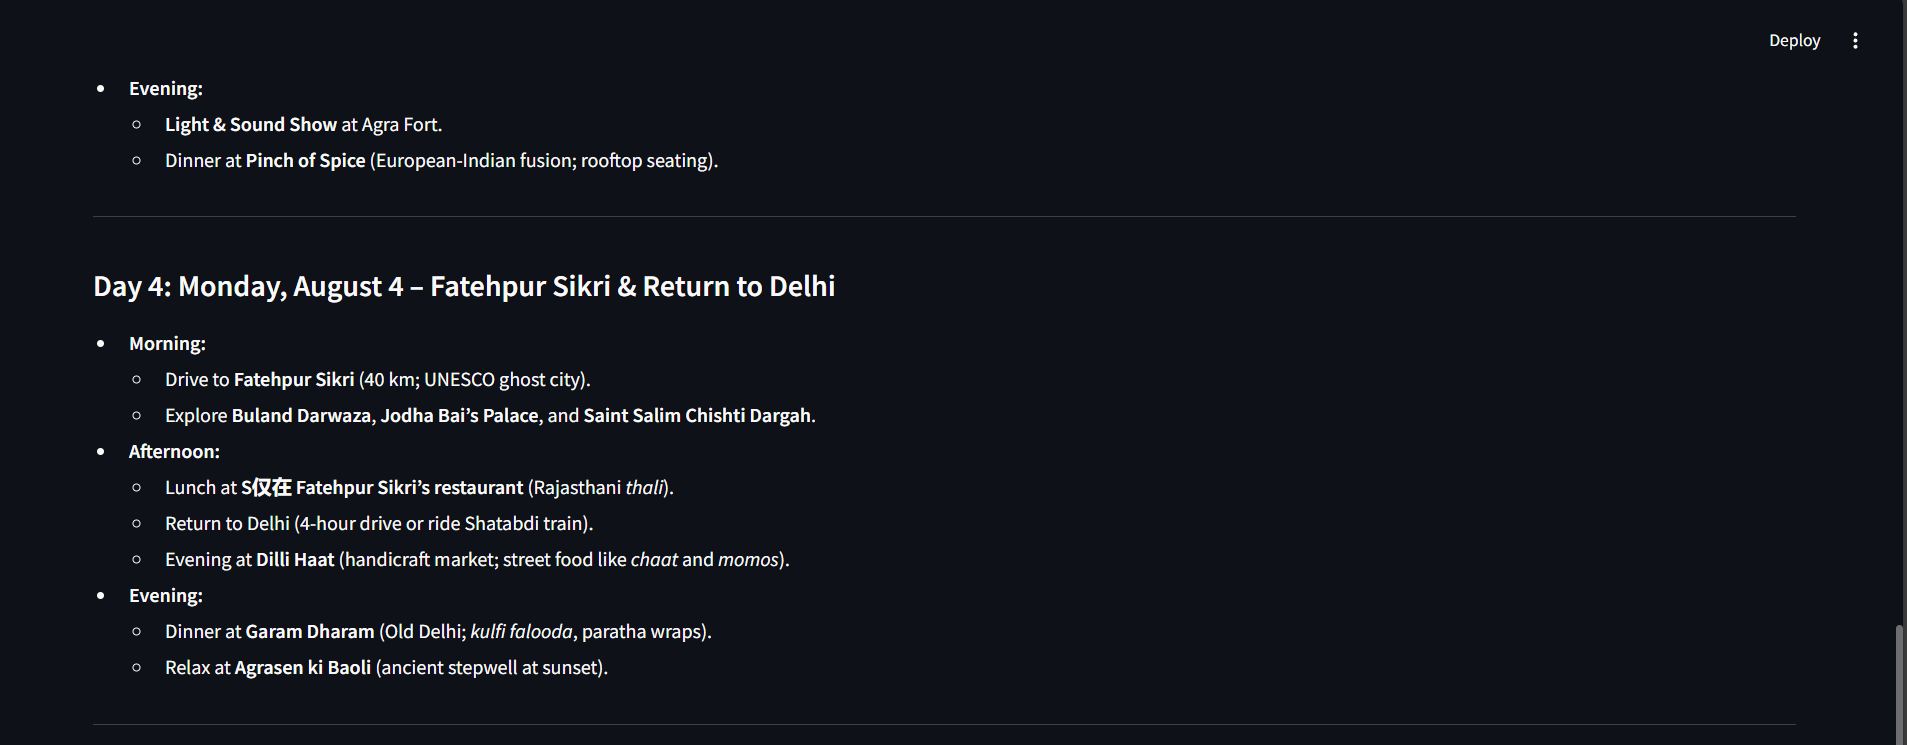 Deploy
Evening:
Light & Sound Show at Agra Fort.
Dinner at Pinch of Spice (European-Indian fusion; rooftop seating).
Day 4: Monday, August 4 – Fatehpur Sikri & Return to Delhi
Morning:
Drive to Fatehpur Sikri (40 km; UNESCO ghost city).
Explore Buland Darwaza, Jodha Bai’s Palace, and Saint Salim Chishti Dargah.
Afternoon:
Lunch at S仅在 Fatehpur Sikri’s restaurant (Rajasthani thali).
Return to Delhi (4-hour drive or ride Shatabdi train).
Evening at Dilli Haat (handicraft market; street food like chaat and momos).
Evening:
Dinner at Garam Dharam (Old Delhi; kulfi falooda, paratha wraps).
Relax at Agrasen ki Baoli (ancient stepwell at sunset).